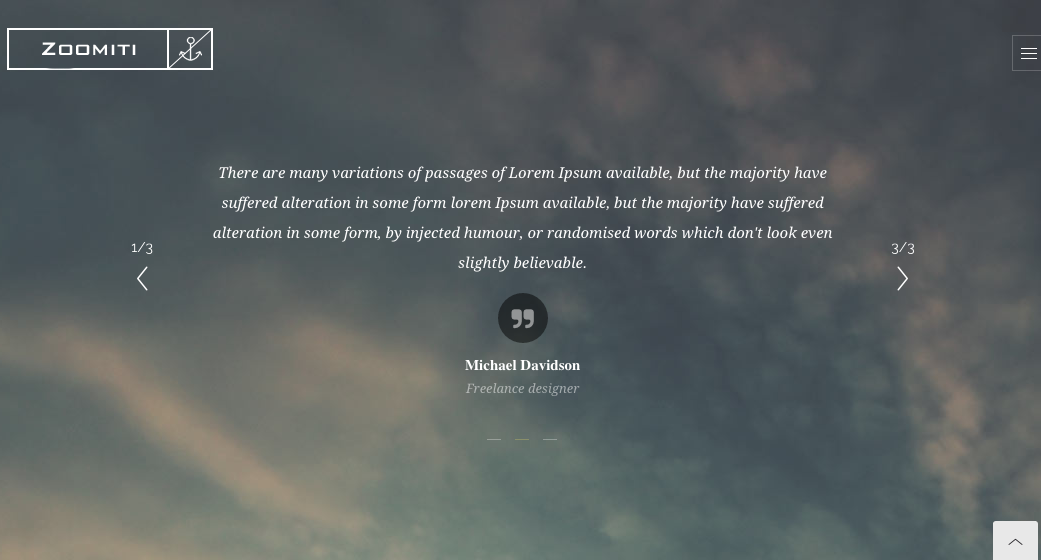 ZOOMITI
There are many variations of passages of Lorem Ipsum available, but the majority have
suffered alteration in some form lorem Ipsum available, but the majority have suffered
alteration in some form, by injected humour, or randomised words which don't look even
slightly believable.
1/3
3/3
Michael Davidson
Freelance designer